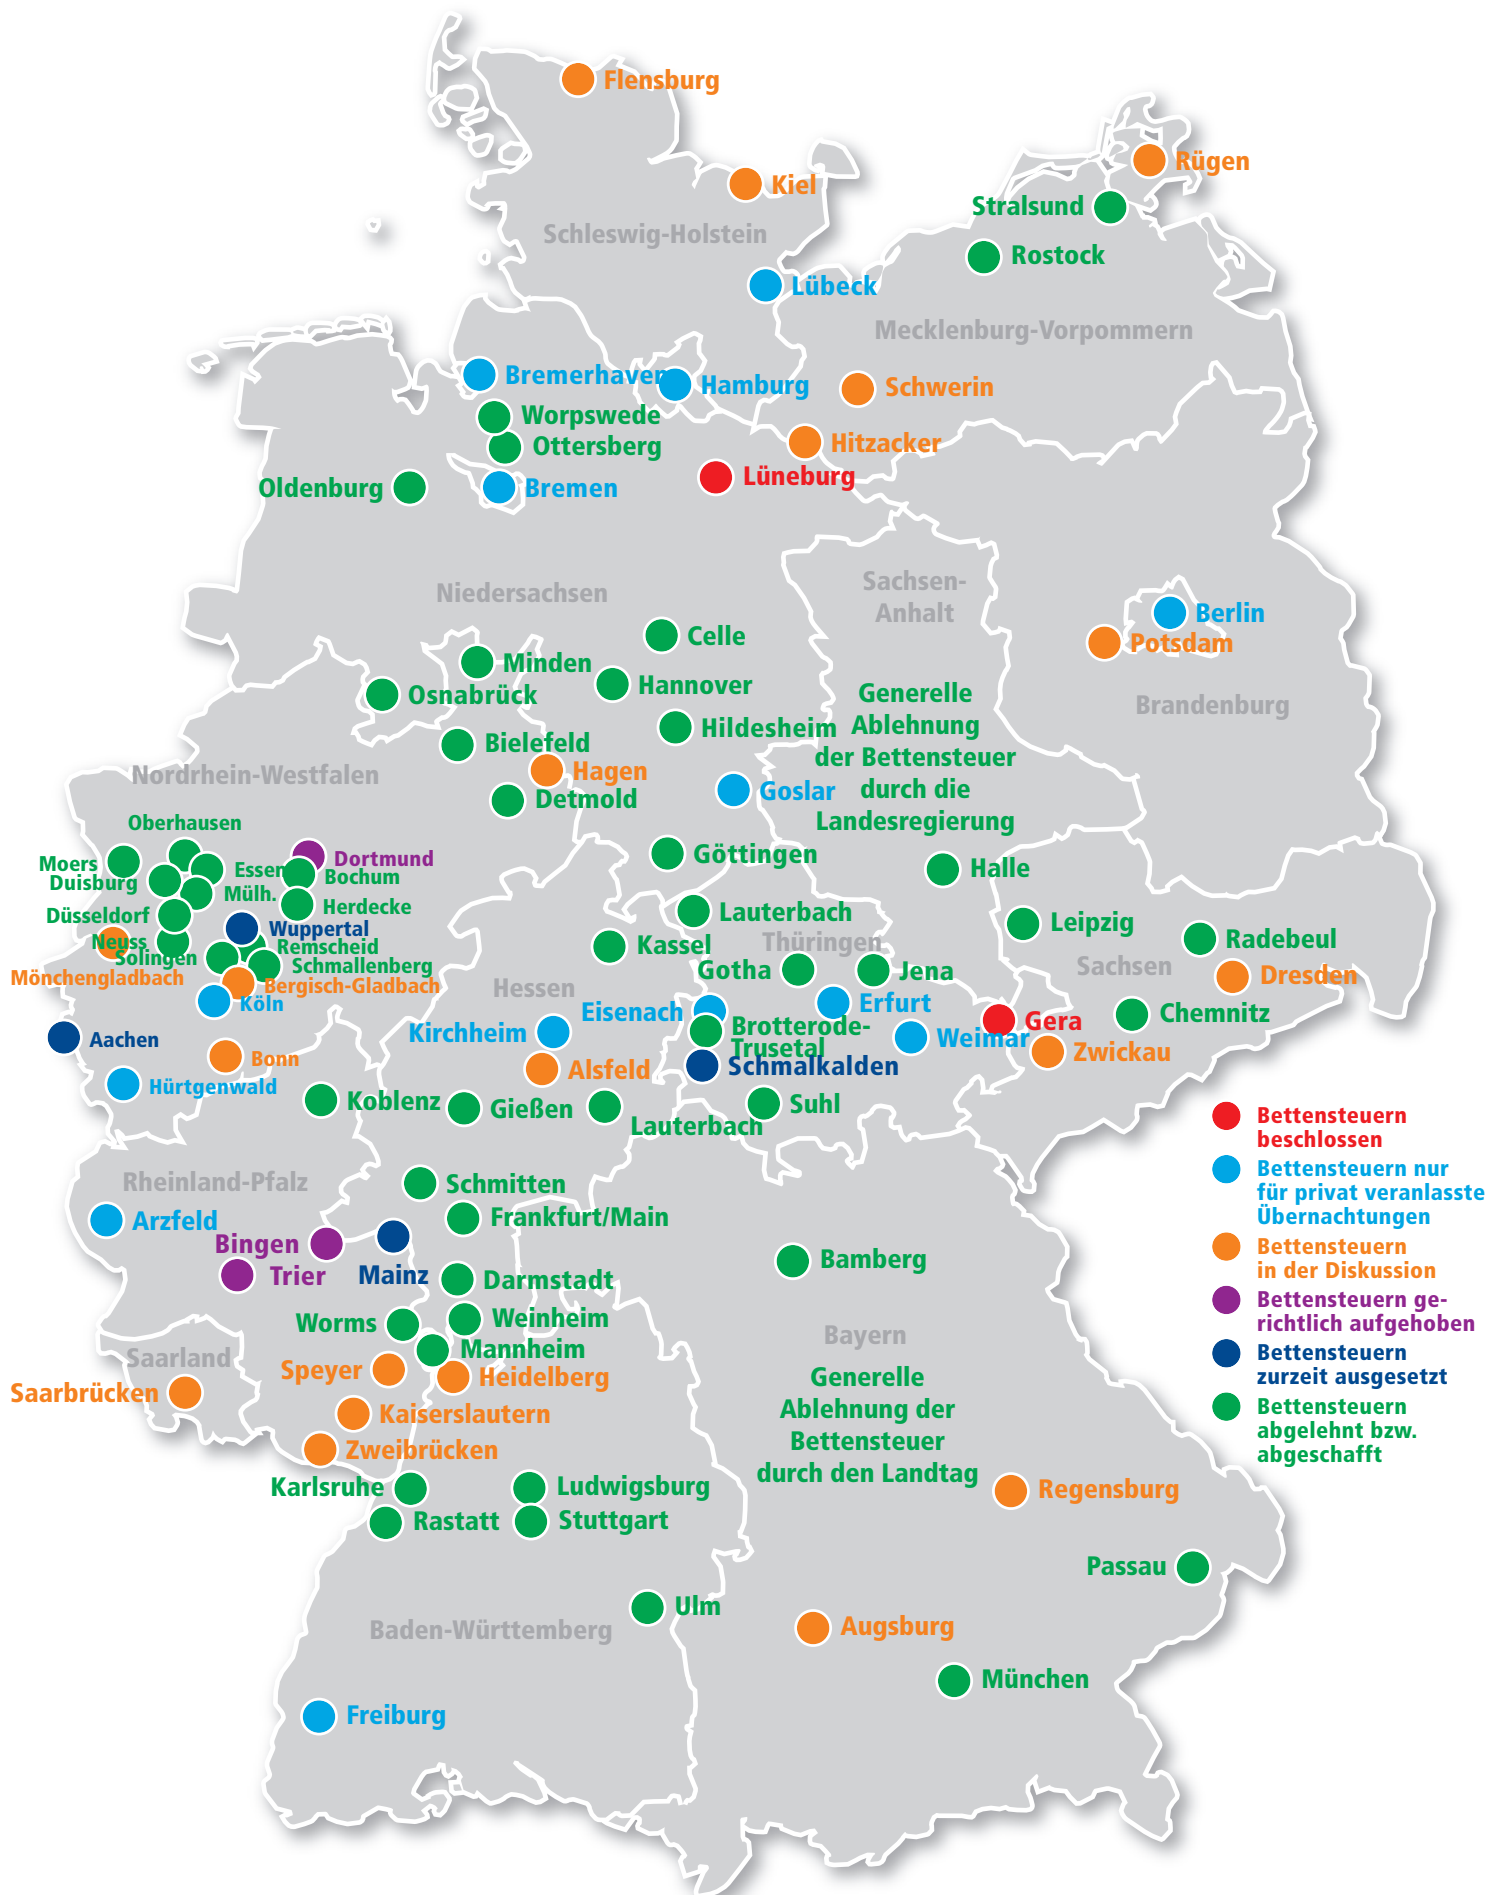 Flensburg
Rügen
Kiel
Stralsund
Schleswig-Holstein
Rostock
Lübeck
Mecklenburg-Vorpommern
Bremerhaven
Hamburg
Schwerin
Worpswede
Hitzacker
Ottersberg
Lüneburg
Oldenburg
Bremen
Sachsen-
Anhalt
Niedersachsen
Berlin
Celle
Potsdam
Minden
Hannover
Osnabrück
Generelle
Ablehnung
der Bettensteuer
durch die
Landesregierung
Brandenburg
Hildesheim
Bielefeld
Hagen
Nordrhein-Westfalen
Goslar
Detmold
Oberhausen
Göttingen
Dortmund
Moers
Essen
Halle
Bochum
Duisburg
Mülh.
Herdecke
Lauterbach
Düsseldorf
Leipzig
Wuppertal
Radebeul
Neuss
Thüringen
Kassel
Remscheid
Solingen
Schmallenberg
Sachsen
Gotha
Jena
Dresden
Mönchengladbach
Bergisch-Gladbach
Hessen
Köln
Erfurt
Eisenach
Chemnitz
Gera
Brotterode-
Trusetal
Kirchheim
Weimar
Aachen
Zwickau
Bonn
Schmalkalden
Alsfeld
Hürtgenwald
Koblenz
Suhl
Gießen
Lauterbach
Bettensteuern
beschlossen
Bettensteuern nur
für privat veranlasste
Übernachtungen
Bettensteuern
in der Diskussion
Bettensteuern ge-
richtlich aufgehoben
Bettensteuern
zurzeit ausgesetzt
Bettensteuern
abgelehnt bzw.
abgeschafft
Rheinland-Pfalz
Schmitten
Frankfurt/Main
Arzfeld
Bingen
Bamberg
Trier
Mainz
Darmstadt
Weinheim
Worms
Bayern
Mannheim
Saarland
Speyer
Heidelberg
Generelle
Ablehnung der
Bettensteuer
durch den Landtag
Saarbrücken
Kaiserslautern
Zweibrücken
Karlsruhe
Ludwigsburg
Regensburg
Rastatt
Stuttgart
Passau
Ulm
Augsburg
Baden-Württemberg
München
Freiburg